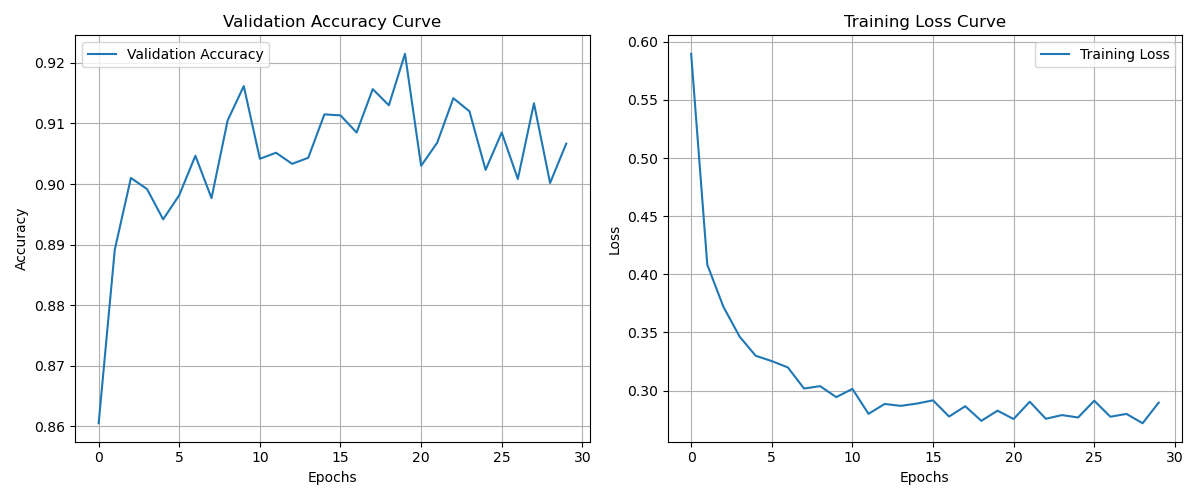 Validation Accuracy Curve
Validation Accuracy
0.92
0.91
0.90
0.89
0.88
0.87
0.86
Accuracy
0 5 10 15 20 25 30
Epochs
Training Loss Curve
Training Loss
0.60
0.55
0.50
0.45
0.40
0.35
0.30
Loss
0 5 10 15 20 25 30
Epochs